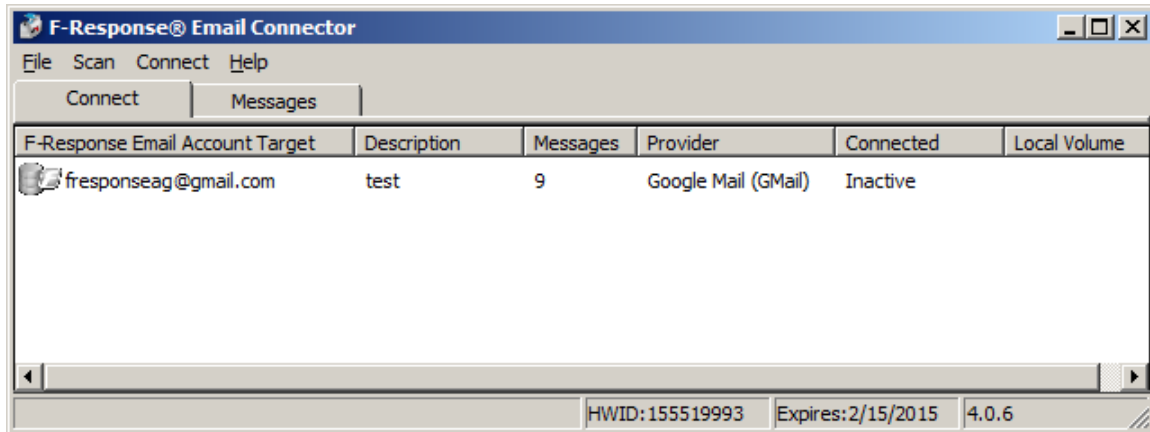 F-Response® Email Connector
File Scan Connect Help
Connect Messages
F-Response Email Account Target Description Messages Provider Connected Local Volume
fresponseag@gmail.com test 9 Google Mail (GMail) Inactive
HWID:155519993 Expires:2/15/2015 4.0.6